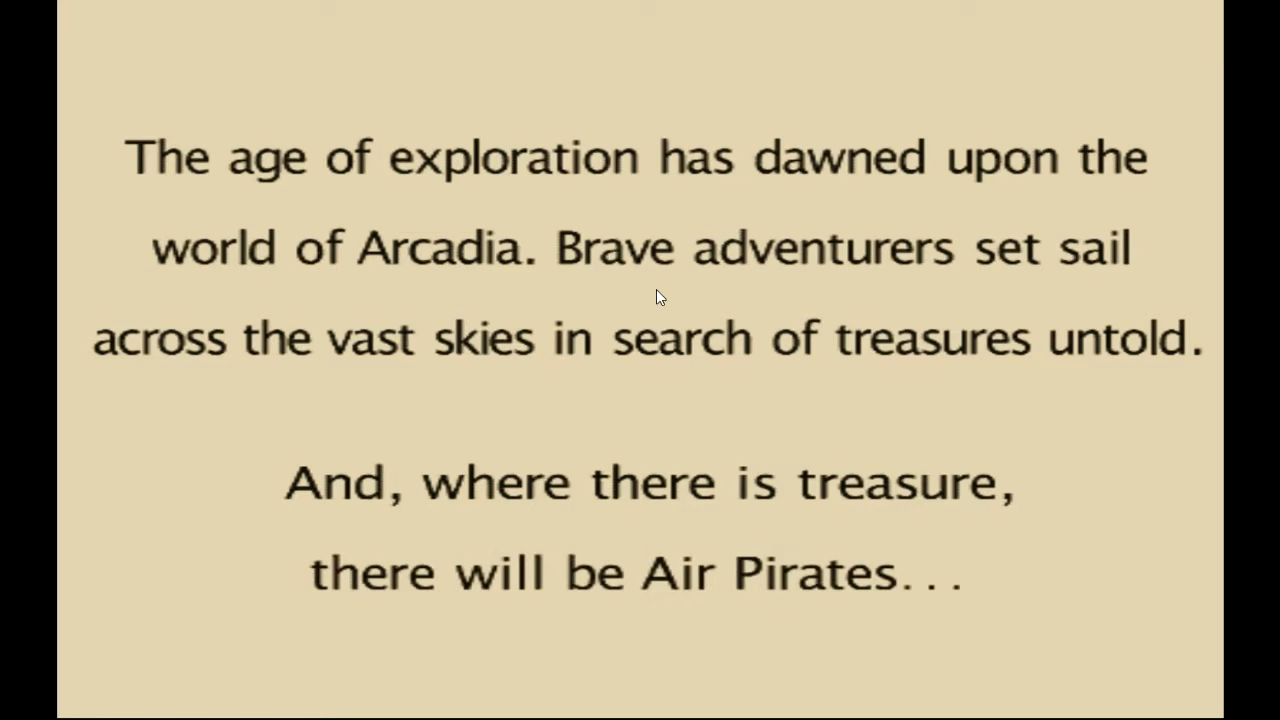 The age of exploration has dawned upon the
world of Arcadia. Brave adventurers set sail
across the vast skies in search of treasures untold.
And, where there is treasure,
there will be Air Pirates...